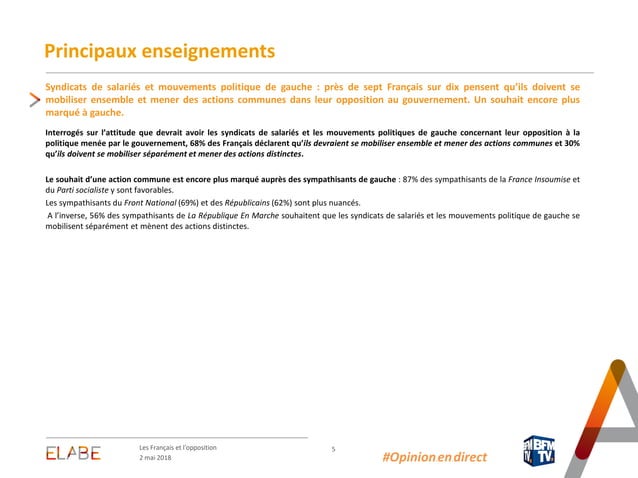 Principaux enseignements
Syndicats de salariés et mouvements politique de gauche : près de sept Français sur dix pensent qu'ils doivent se
mobiliser ensemble et mener des actions communes dans leur opposition au gouvernement. Un souhait encore plus
marqué à gauche.
Interrogés sur l'attitude que devrait avoir les syndicats de salariés et les mouvements politiques de gauche concernant leur opposition à la
politique menée par le gouvernement, 68% des Français déclarent qu'ils devraient se mobiliser ensemble et mener des actions communes et 30%
qu'ils doivent se mobiliser séparément et mener des actions distinctes.
Le souhait d'une action commune est encore plus marqué auprès des sympathisants de gauche : 87% des sympathisants de la France Insoumise et
du Parti socialiste y sont favorables.
Les sympathisants du Front National (69%) et des Républicains (62%) sont plus nuancés.
A l'inverse, 56% des sympathisants de La République En Marche souhaitent que les syndicats de salariés et les mouvements politique de gauche se
mobilisent séparément et mènent des actions distinctes.
ELABE
Les Français et l'opposition
2 mai 2018
5
#Opinionendirect
BFM
TV.